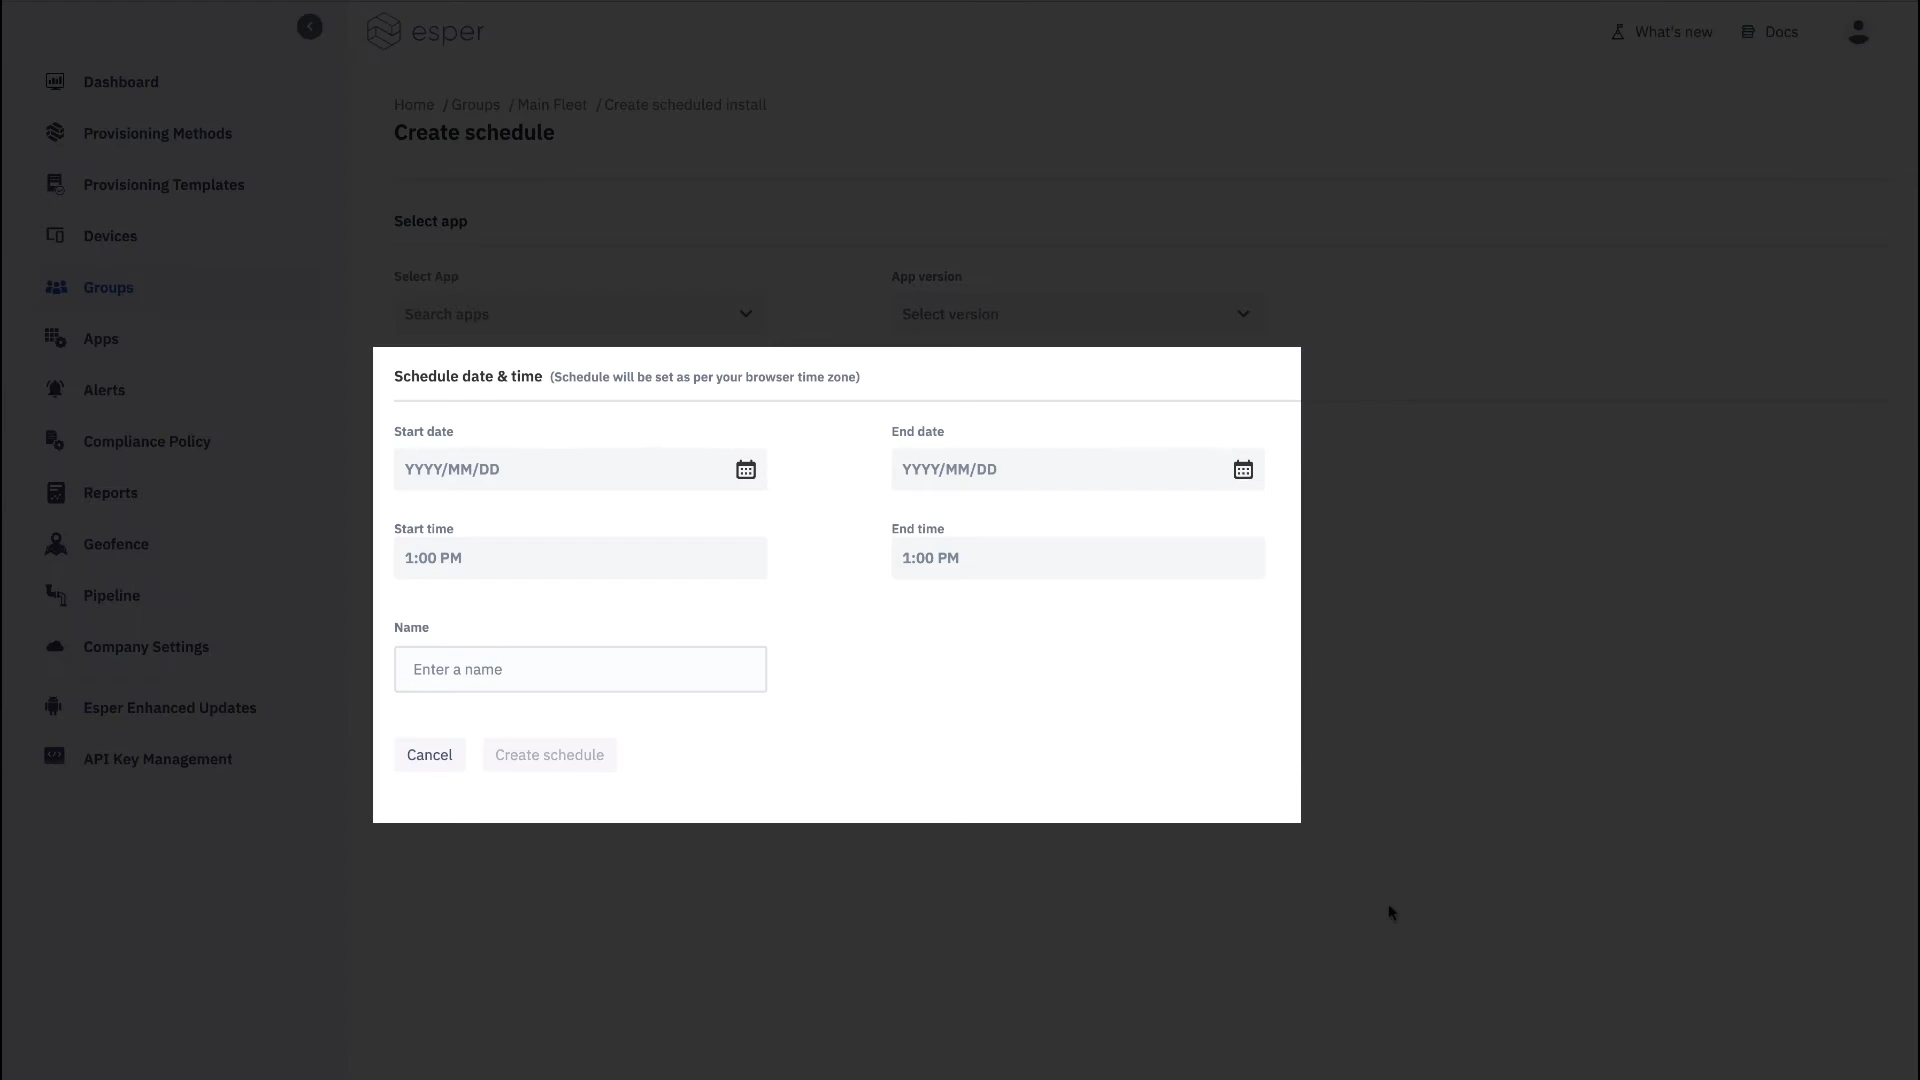 esper
What's new
Docs
Dashboard
Provisioning Methods
Provisioning Templates
Devices
Groups
Apps
Alerts
Compliance Policy
Reports
Geofence
Pipeline
Company Settings
Esper Enhanced Updates
API Key Management
Home / Groups / Main Fleet / Create scheduled install
Create schedule
Select app
Select App
App version
Search apps
Select version
Schedule date & time (Schedule will be set as per your browser time zone)
Start date
End date
YYYY/MM/DD
YYYY/MM/DD
Start time
End time
1:00 PM
1:00 PM
Name
Enter a name
Cancel
Create schedule